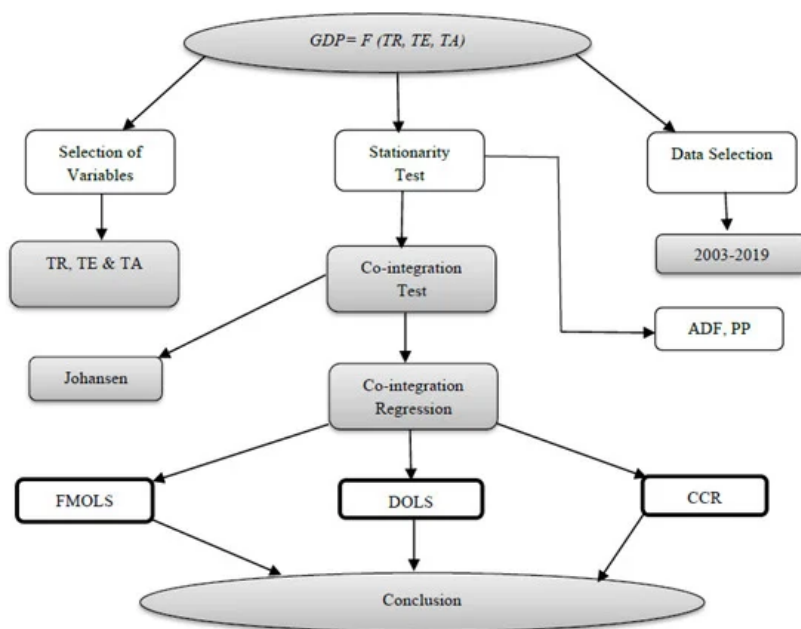 GDP= F (TR, TE, TA)
Selection of
Variables
Stationarity
Test
Data Selection
TR, TE & TA
Co-integration
Test
2003-2019
ADF, PP
Johansen
Co-integration
Regression
FMOLS
DOLS
CCR
Conclusion